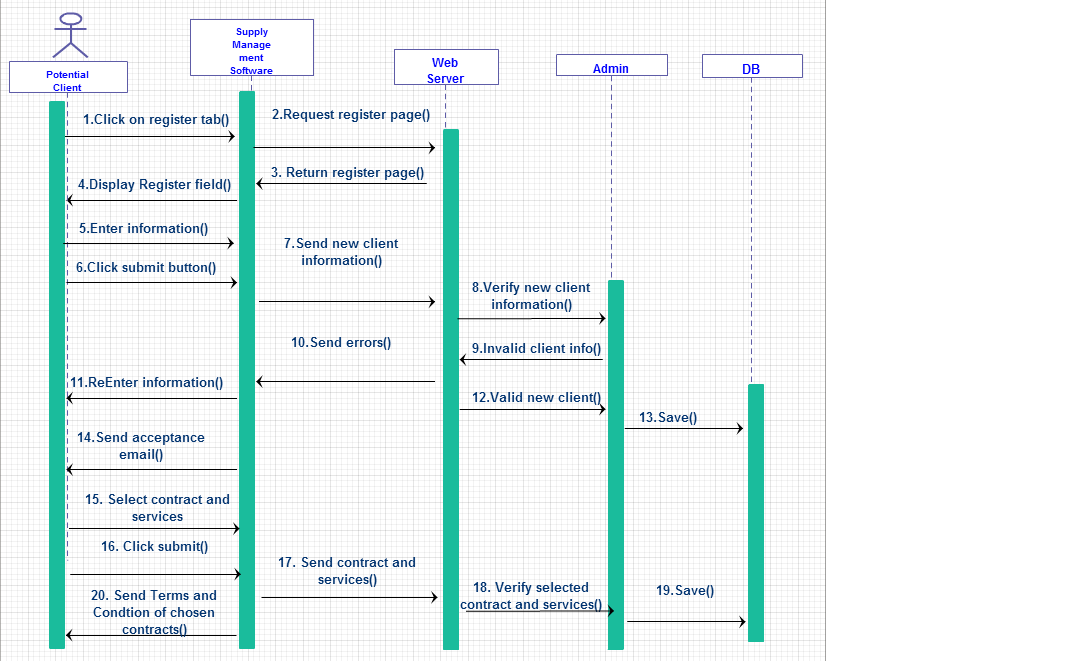 Potential
Client
Supply
Manage
ment
Software
Web
Server
Admin
DB
1.Click on register tab()
2.Request register page()
3. Return register page()
4.Display Register field()
5.Enter information()
6.Click submit button()
7.Send new client
information()
8.Verify new client
information()
9.Invalid client info()
10.Send errors()
11.ReEnter information()
12.Valid new client()
13.Save()
14.Send acceptance
email()
15. Select contract and
services
16. Click submit()
17. Send contract and
services()
18. Verify selected
contract and services()
19.Save()
20. Send Terms and
Condtion of chosen
contracts()